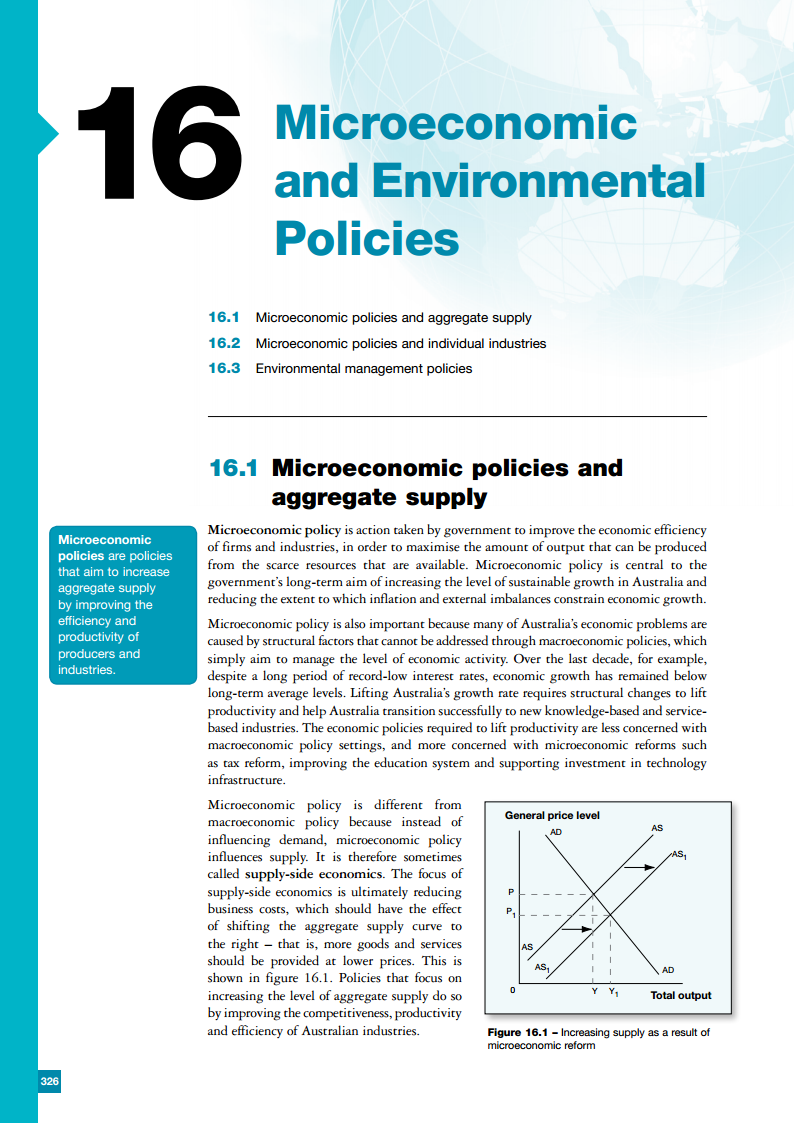 16
Microeconomic
and Environmental
Policies
16.1 Microeconomic policies and aggregate supply
16.2 Microeconomic policies and individual industries
16.3 Environmental management policies
16.1 Microeconomic policies and
aggregate supply
Microeconomic
policies are policies
that aim to increase
aggregate supply
by improving the
efficiency and
productivity of
producers and
industries.
Microeconomic policy is action taken by government to improve the economic efficiency
of firms and industries, in order to maximise the amount of output that can be produced
from the scarce resources that are available. Microeconomic policy is central to the
government's long-term aim of increasing the level of sustainable growth in Australia and
reducing the extent to which inflation and external imbalances constrain economic growth.
Microeconomic policy is also important because many of Australia's economic problems are
caused by structural factors that cannot be addressed through macroeconomic policies, which
simply aim to manage the level of economic activity. Over the last decade, for example,
despite a long period of record-low interest rates, economic growth has remained below
long-term average levels. Lifting Australia's growth rate requires structural changes to lift
productivity and help Australia transition successfully to new knowledge-based and service-
based industries. The economic policies required to lift productivity are less concerned with
macroeconomic policy settings, and more concerned with microeconomic reforms such
as tax reform, improving the education system and supporting investment in technology
infrastructure.
Microeconomic policy is different from
macroeconomic policy because instead of
influencing demand, microeconomic policy
influences supply. It is therefore sometimes
called supply-side economics. The focus of
supply-side economics is ultimately reducing
business costs, which should have the effect
of shifting the aggregate supply curve to
the right – that is, more goods and services
should be provided at lower prices. This is
shown in figure 16.1. Policies that focus on
increasing the level of aggregate supply do so
by improving the competitiveness, productivity
and efficiency of Australian industries.
General price level
AD
AS
AS1
P
P1
AS
AS1
AD
0
Y Y1
Total output
Figure 16.1 – Increasing supply as a result of
microeconomic reform
326